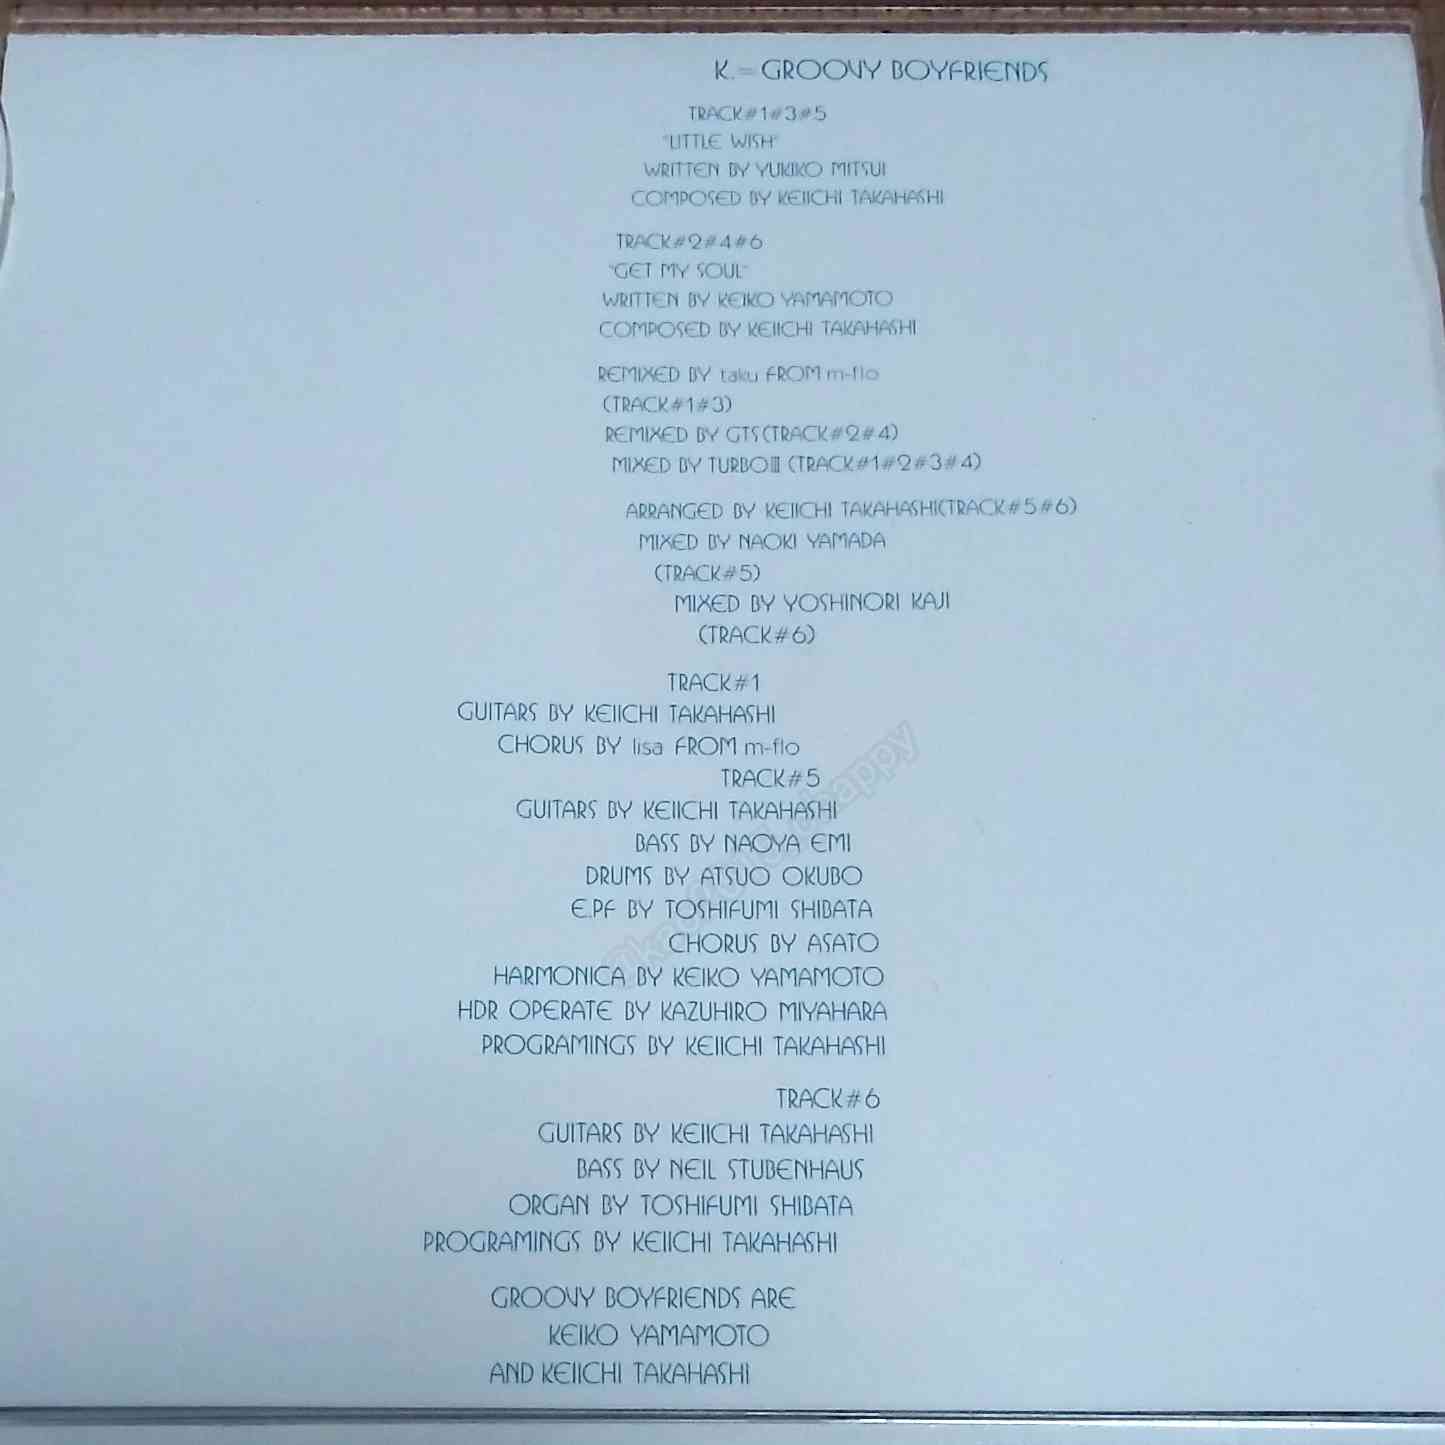 K.=GROOVY BOYFRIENDS
TRACK#1#3#5
"LITTLE WISH"
WRITTEN BY YUKIKO MITSUI
COMPOSED BY KEIICHI TAKAHASHI
TRACK#2#4#6
"GET MY SOUL"
WRITTEN BY KEIKO YAMAMOTO
COMPOSED BY KEIICHI TAKAHASHI
REMIXED BY taku FROM m-flo
(TRACK#1#3)
REMIXED BY GTS(TRACK#2#4)
MIXED BY TURBOⅢ (TRACK#1#2#3#4)
ARRANGED BY KEIICHI TAKAHASHI(TRACK#5#6)
MIXED BY NAOKI YAMADA
(TRACK#5)
MIXED BY YOSHINORI KAJI
(TRACK#6)
TRACK#1
GUITARS BY KEIICHI TAKAHASHI
CHORUS BY lisa FROM m-flo
TRACK#5
GUITARS BY KEIICHI TAKAHASHI
BASS BY NAOYA EMI
DRUMS BY ATSUO OKUBO
E.PF BY TOSHIFUMI SHIBATA
CHORUS BY ASATO
HARMONICA BY KEIKO YAMAMOTO
HDR OPERATE BY KAZUHIRO MIYAHARA
PROGRAMINGS BY KEIICHI TAKAHASHI
TRACK#6
GUITARS BY KEIICHI TAKAHASHI
BASS BY NEIL STUBENHAUS
ORGAN BY TOSHIFUMI SHIBATA
PROGRAMINGS BY KEIICHI TAKAHASHI
GROOVY BOYFRIENDS ARE
KEIKO YAMAMOTO
AND KEIICHI TAKAHASHI